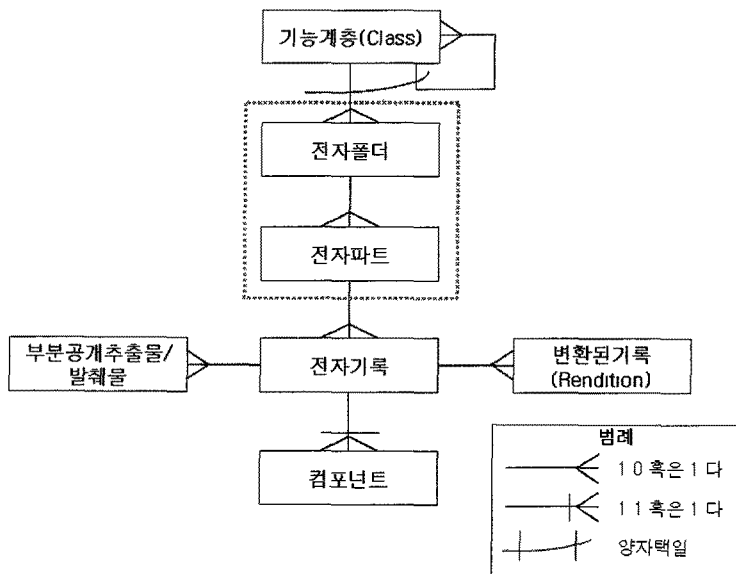 기능계층(Class)
전자폴더
전자파트
부분공개추출물/
발췌물
전자기록
변환된기록
(Rendition)
컴포넌트
범례
1 0 혹은 1 다
1 1 혹은 1 다
양자택일